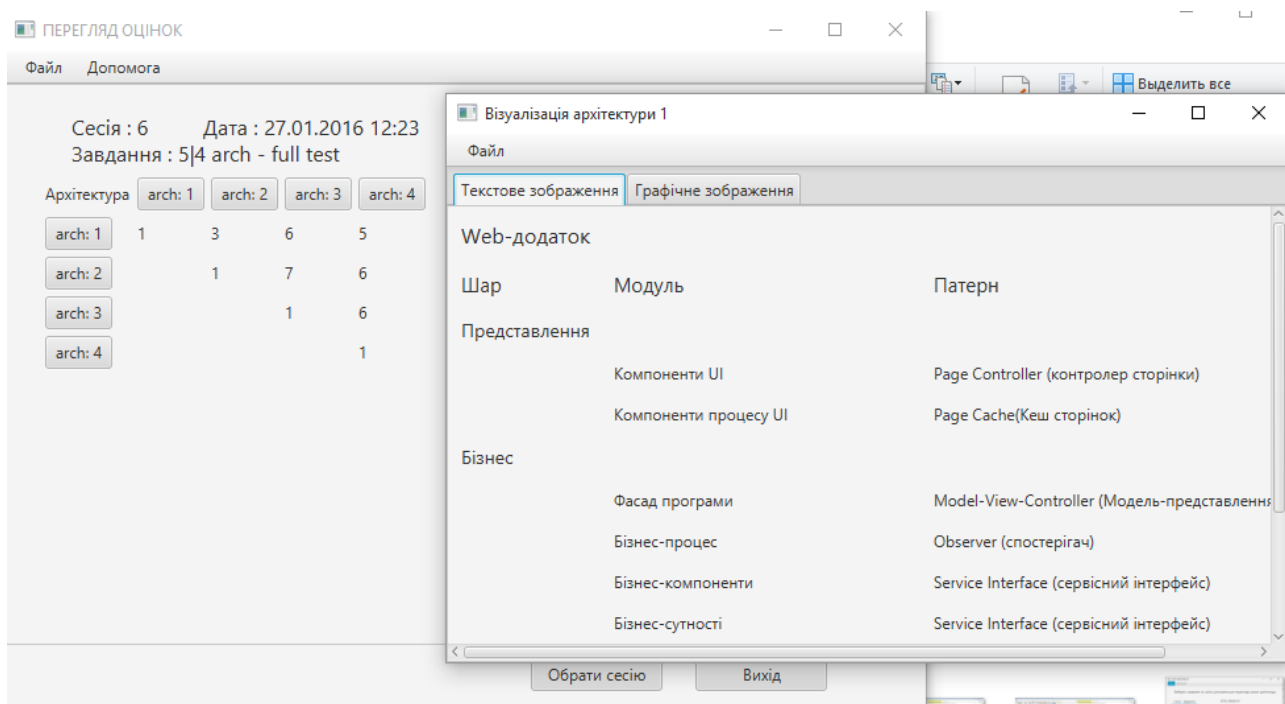 ПЕРЕГЛЯД ОЦІНОК
Файл Допомога
Сесія : 6 Дата : 27.01.2016 12:23
Завдання : 5|4 arch - full test
Архітектура arch: 1 arch: 2 arch: 3 arch: 4
arch: 1 1 3 6 5
arch: 2 1 7 6
arch: 3 1 6
arch: 4 1
Обрати сесію Вихід
Выделить все
Візуалізація архітектури 1
Файл
Текстове зображення Графічне зображення
Web-додаток
Шар Модуль Патерн
Представлення
Компоненти UI Page Controller (контролер сторінки)
Компоненти процесу UI Page Cache(Кеш сторінок)
Бізнес
Фасад програми Model-View-Controller (Модель-представлення
Бізнес-процес Observer (спостерігач)
Бізнес-компоненти Service Interface (сервісний інтерфейс)
Бізнес-сутності Service Interface (сервісний інтерфейс)